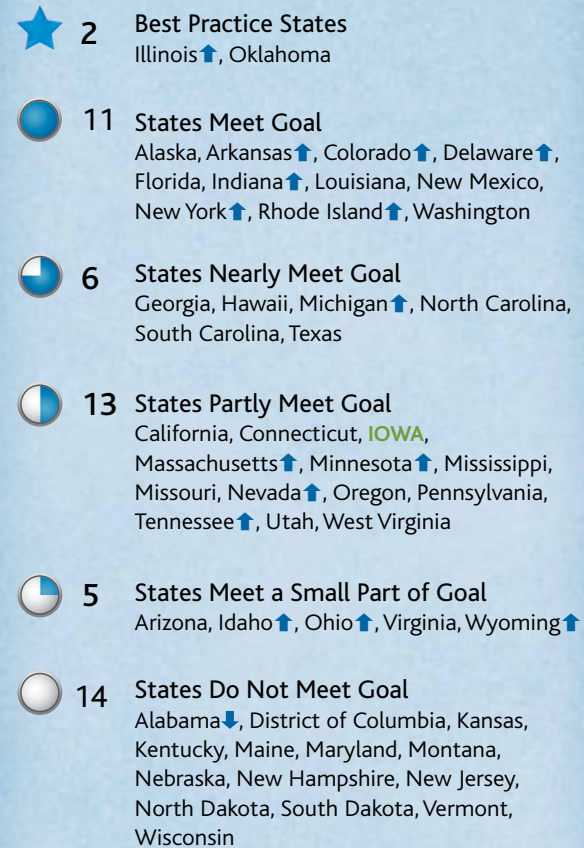 2 Best Practice States
Illinois⬆, Oklahoma
11 States Meet Goal
Alaska, Arkansas⬆, Colorado⬆, Delaware⬆,
Florida, Indiana⬆, Louisiana, New Mexico,
New York⬆, Rhode Island⬆, Washington
6 States Nearly Meet Goal
Georgia, Hawaii, Michigan⬆, North Carolina,
South Carolina, Texas
13 States Partly Meet Goal
California, Connecticut, IOWA,
Massachusetts⬆, Minnesota⬆, Mississippi,
Missouri, Nevada⬆, Oregon, Pennsylvania,
Tennessee⬆, Utah, West Virginia
5 States Meet a Small Part of Goal
Arizona, Idaho⬆, Ohio⬆, Virginia, Wyoming⬆
14 States Do Not Meet Goal
Alabama⬇, District of Columbia, Kansas,
Kentucky, Maine, Maryland, Montana,
Nebraska, New Hampshire, New Jersey,
North Dakota, South Dakota, Vermont,
Wisconsin